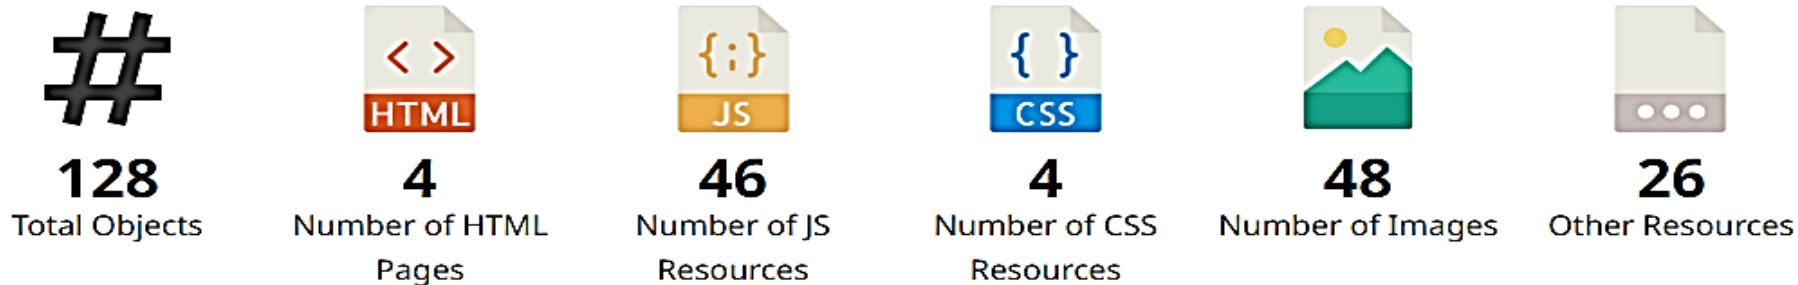 #
HTML
{;} JS
{ } CSS
128
Total Objects
4
Number of HTML
Pages
46
Number of JS
Resources
4
Number of CSS
Resources
48
Number of Images
26
Other Resources